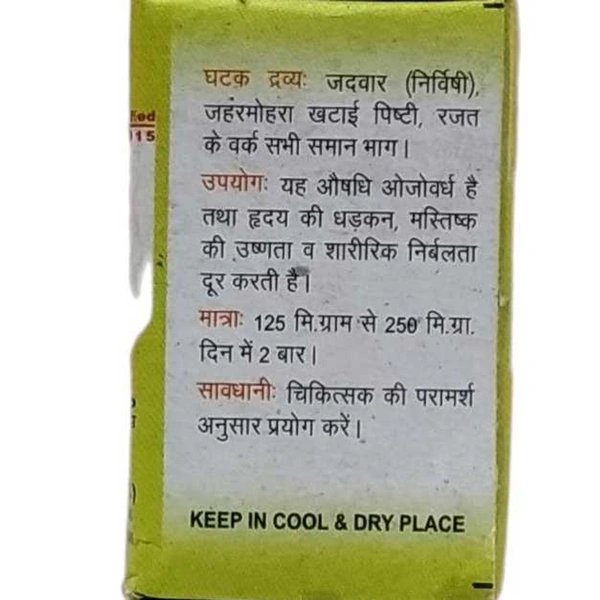 घटक द्रव्यः जदवार (निर्विषी),
जहरमोहरा खटाई पिष्टी, रजत
के वर्क सभी समान भाग।
उपयोगः यह औषधि ओजोवर्ध है
तथा हृदय की धड़कन, मस्तिष्क
की उष्णता व शारीरिक निर्बलता
दूर करती है।
मात्राः 125 मि.ग्राम से 250 मि.ग्रा.
दिन में 2 बार।
सावधानीः चिकित्सक की परामर्श
अनुसार प्रयोग करें।
KEEP IN COOL & DRY PLACE